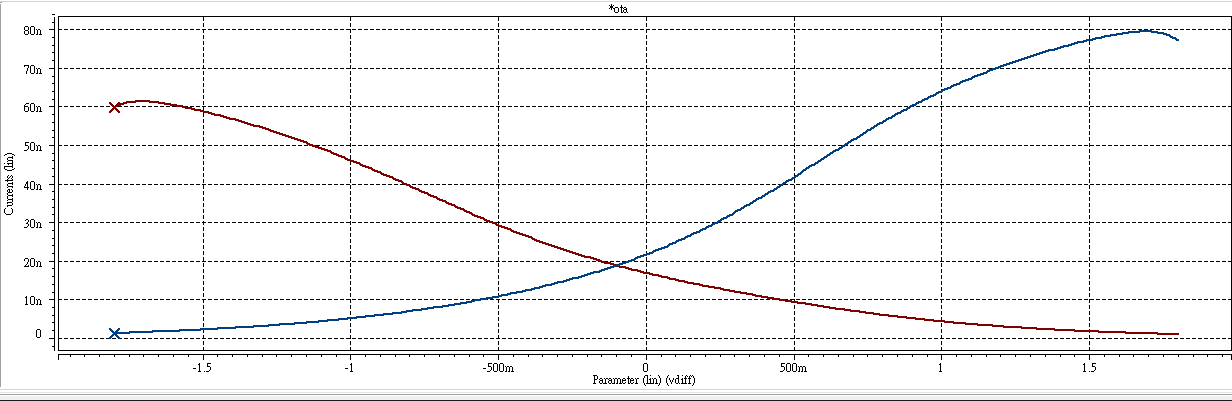 *ota
80n
70n
60n
50n
40n
30n
20n
10n
0
Currents (lin)
-1.5
-1
-500m
0
500m
1
1.5
Parameter (lin) (vdiff)